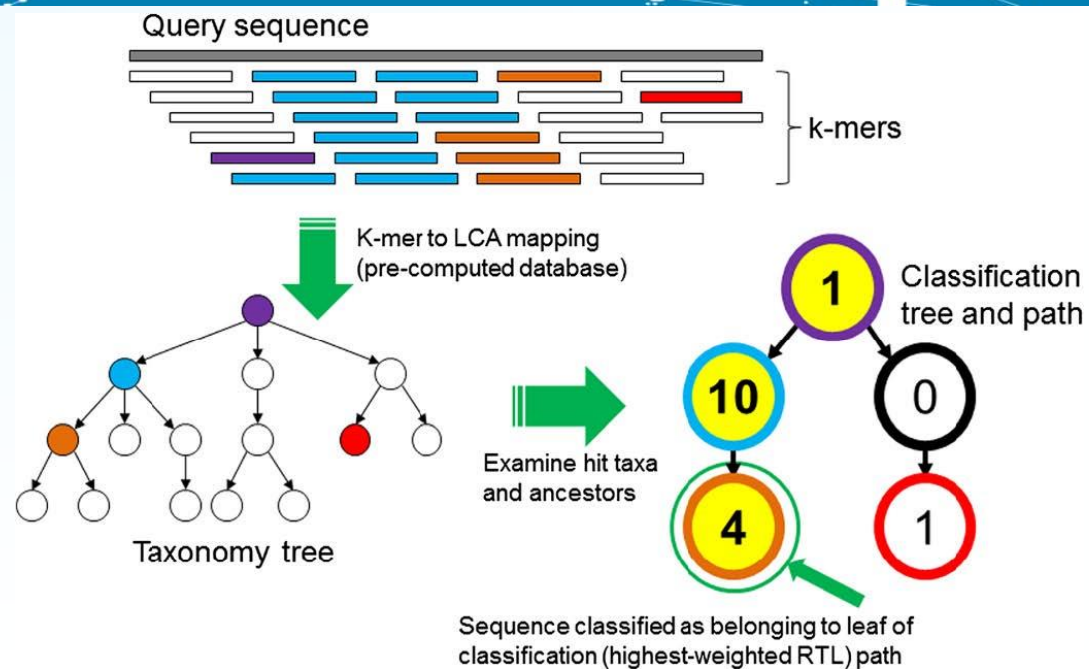 Query sequence
k-mers
K-mer to LCA mapping
(pre-computed database)
1
Classification
tree and path
10
0
Examine hit taxa
and ancestors
4
1
Taxonomy tree
Sequence classified as belonging to leaf of
classification (highest-weighted RTL) path